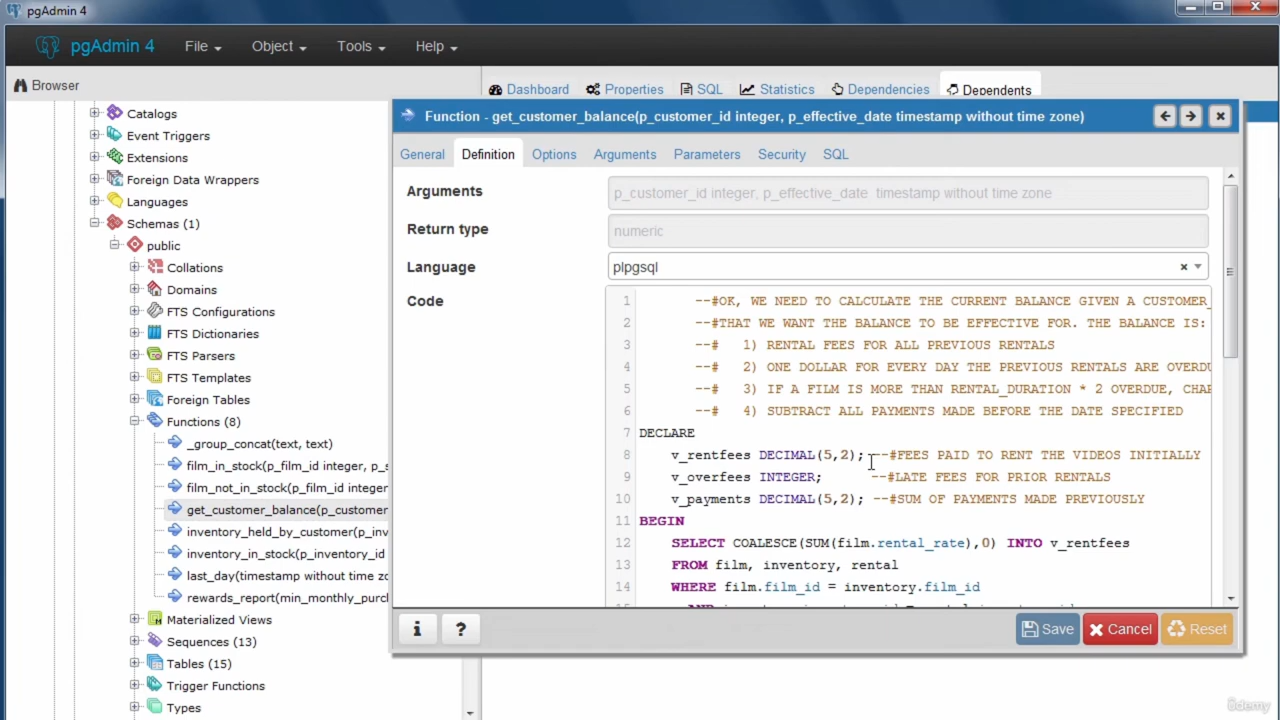 pgAdmin 4
pgAdmin 4 File Object Tools Help
Browser
Dashboard Properties SQL Statistics Dependencies Dependents
Catalogs
Event Triggers
Extensions
Foreign Data Wrappers
Languages
Schemas (1)
public
Collations
Domains
FTS Configurations
FTS Dictionaries
FTS Parsers
FTS Templates
Foreign Tables
Functions (8)
_group_concat(text, text)
film_in_stock(p_film_id integer, p_s
film_not_in_stock(p_film_id integer
get_customer_balance(p_customer
inventory_held_by_customer(p_inv
inventory_in_stock(p_inventory_id
last_day(timestamp without time zo
rewards_report(min_monthly_purc
Materialized Views
Sequences (13)
Tables (15)
Trigger Functions
Types
Function - get_customer_balance(p_customer_id integer, p_effective_date timestamp without time zone)
General Definition Options Arguments Parameters Security SQL
Arguments p_customer_id integer, p_effective_date timestamp without time zone
Return type numeric
Language plpgsql
Code
1 --#OK, WE NEED TO CALCULATE THE CURRENT BALANCE GIVEN A CUSTOMER_
2 --#THAT WE WANT THE BALANCE TO BE EFFECTIVE FOR. THE BALANCE IS:
3 --# 1) RENTAL FEES FOR ALL PREVIOUS RENTALS
4 --# 2) ONE DOLLAR FOR EVERY DAY THE PREVIOUS RENTALS ARE OVERDU
5 --# 3) IF A FILM IS MORE THAN RENTAL_DURATION * 2 OVERDUE, CHAR
6 --# 4) SUBTRACT ALL PAYMENTS MADE BEFORE THE DATE SPECIFIED
7 DECLARE
8 v_rentfees DECIMAL(5,2); --#FEES PAID TO RENT THE VIDEOS INITIALLY
9 v_overfees INTEGER; --#LATE FEES FOR PRIOR RENTALS
10 v_payments DECIMAL(5,2); --#SUM OF PAYMENTS MADE PREVIOUSLY
11 BEGIN
12 SELECT COALESCE(SUM(film.rental_rate),0) INTO v_rentfees
13 FROM film, inventory, rental
14 WHERE film.film_id = inventory.film_id
i ? Save Cancel Reset
ûdemy